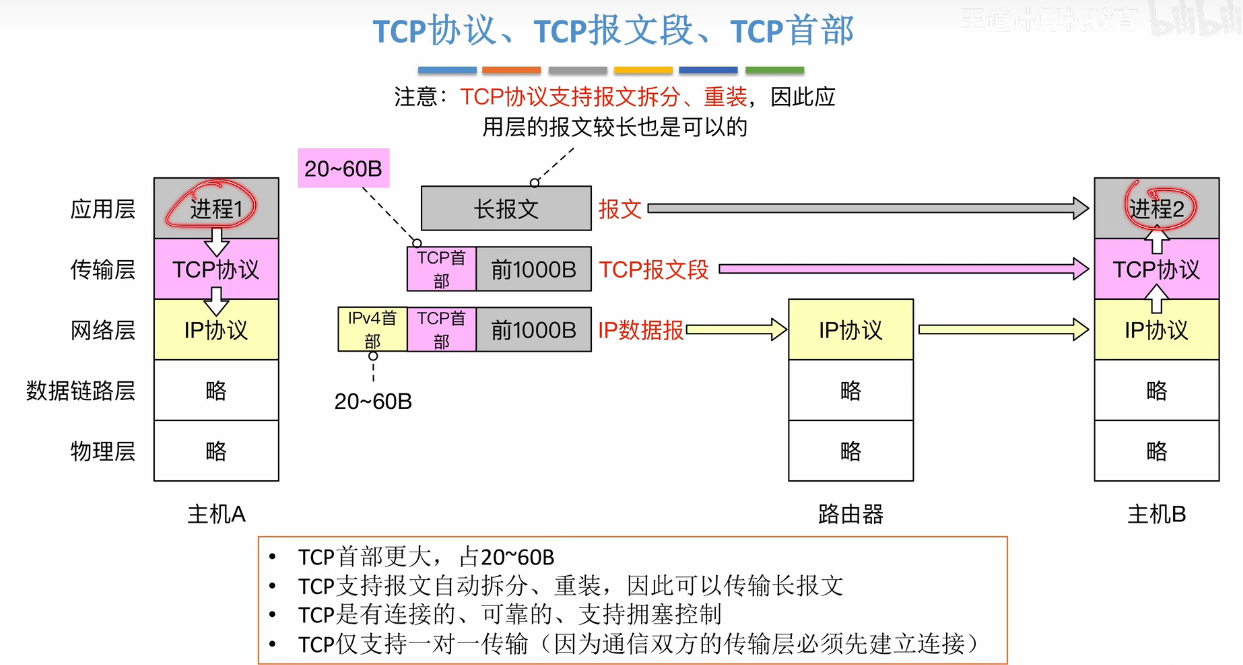 王道计算机教育 bilibili
TCP协议、TCP报文段、TCP首部
注意：TCP协议支持报文拆分、重装，因此应
用层的报文较长也是可以的
20~60B
应用层
进程1
长报文
报文
进程2
传输层
TCP协议
TCP首
部
前1000B
TCP报文段
TCP协议
网络层
IP协议
IPv4首
部
TCP首
部
前1000B
IP数据报
IP协议
IP协议
20~60B
数据链路层
略
略
略
物理层
略
略
略
主机A
路由器
主机B
• TCP首部更大，占20~60B
• TCP支持报文自动拆分、重装，因此可以传输长报文
• TCP是有连接的、可靠的、支持拥塞控制
• TCP仅支持一对一传输（因为通信双方的传输层必须先建立连接）